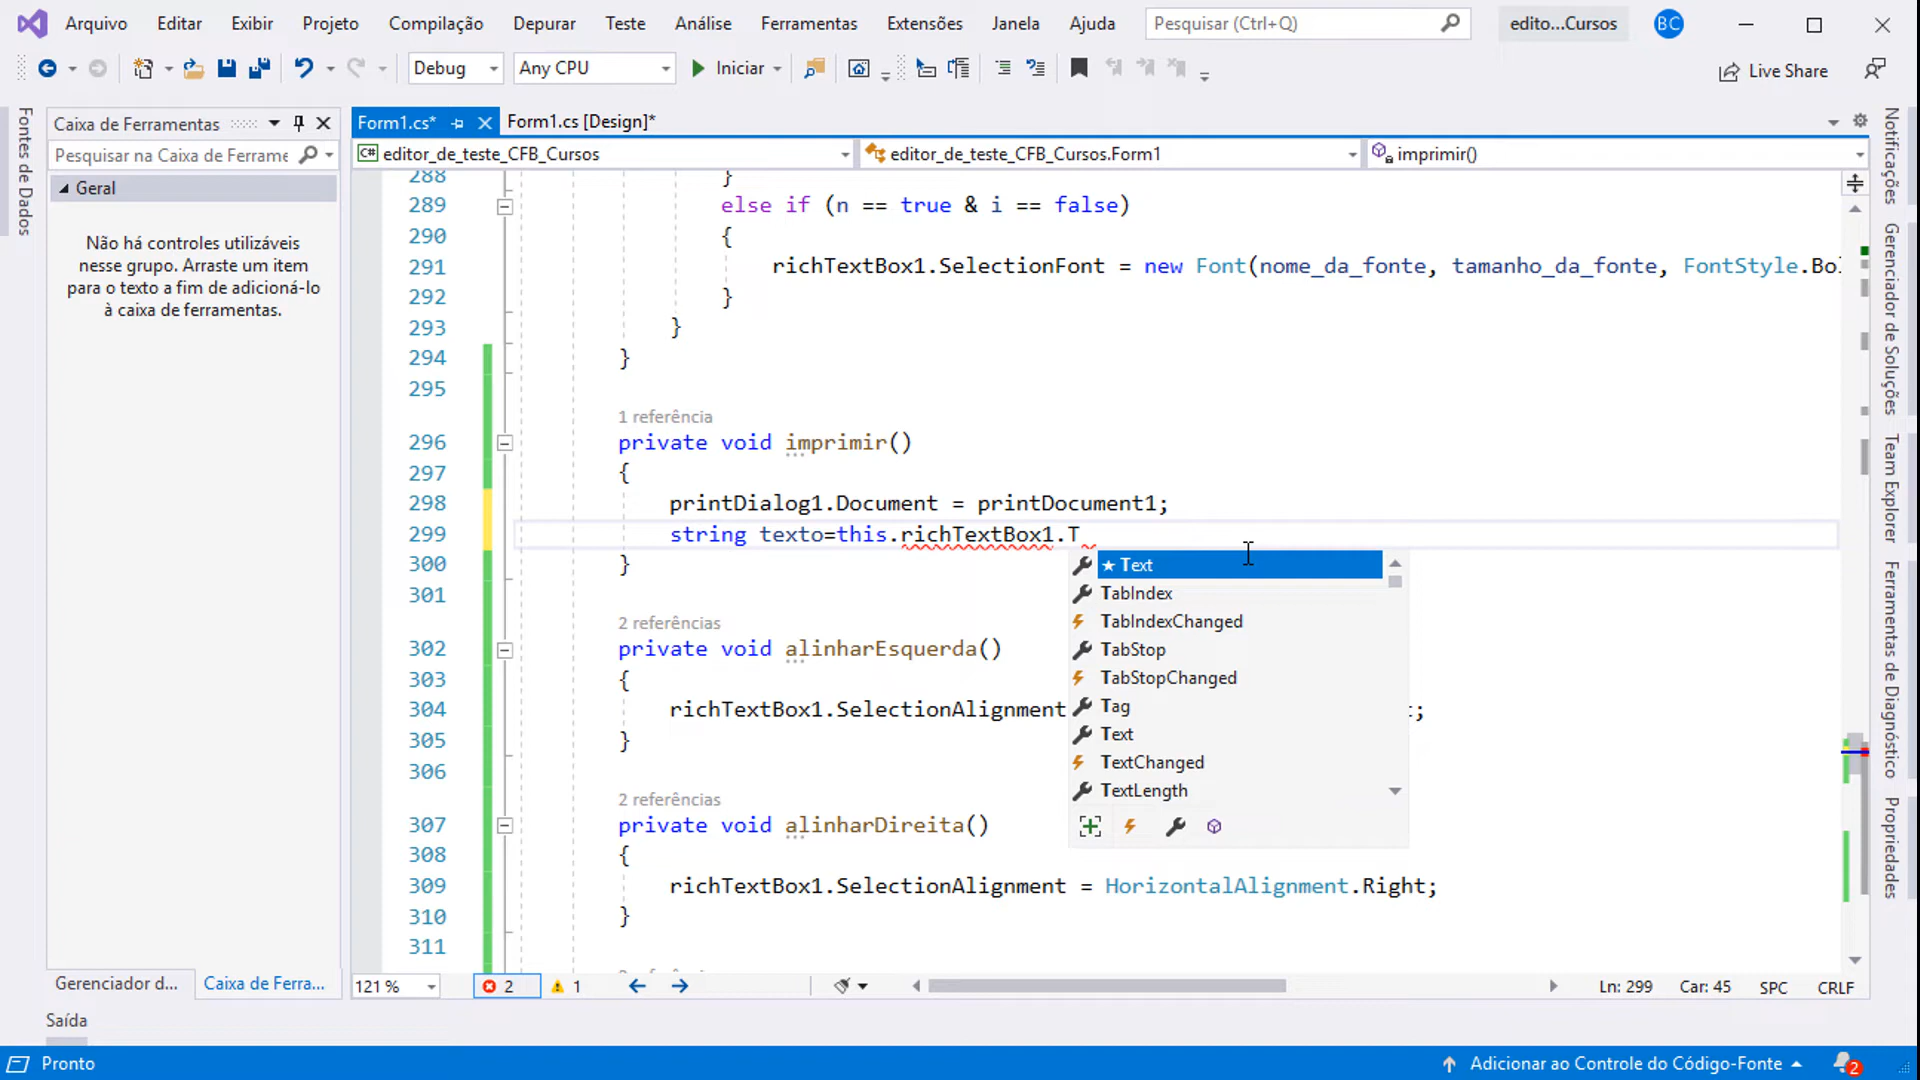 Arquivo Editar Exibir Projeto Compilação Depurar Teste Análise Ferramentas Extensões Janela Ajuda Pesquisar (Ctrl+Q) edito...Cursos BC
Debug Any CPU Iniciar Live Share
Fontes de Dados
Caixa de Ferramentas
Pesquisar na Caixa de Ferrame
Geral
Não há controles utilizáveis
nesse grupo. Arraste um item
para o texto a fim de adicioná-lo
à caixa de ferramentas.
Gerenciador d... Caixa de Ferra...
Form1.cs* Form1.cs [Design]*
editor_de_teste_CFB_Cursos editor_de_teste_CFB_Cursos.Form1 imprimir()
288 }
289 else if (n == true & i == false)
290 {
291 richTextBox1.SelectionFont = new Font(nome_da_fonte, tamanho_da_fonte, FontStyle.Bol
292 }
293 }
294 }
295
1 referência
296 private void imprimir()
297 {
298 printDialog1.Document = printDocument1;
299 string texto=this.richTextBox1.T
300 }
301
2 referências
302 private void alinharEsquerda()
303 {
304 richTextBox1.SelectionAlignment t;
305 }
306
2 referências
307 private void alinharDireita()
308 {
309 richTextBox1.SelectionAlignment = HorizontalAlignment.Right;
310 }
311
★ Text
TabIndex
TabIndexChanged
TabStop
TabStopChanged
Tag
Text
TextChanged
TextLength
121 % 2 1 Ln: 299 Car: 45 SPC CRLF
Notificações
Gerenciador de Soluções
Team Explorer
Ferramentas de Diagnóstico
Propriedades
Saída
Pronto Adicionar ao Controle do Código-Fonte 2